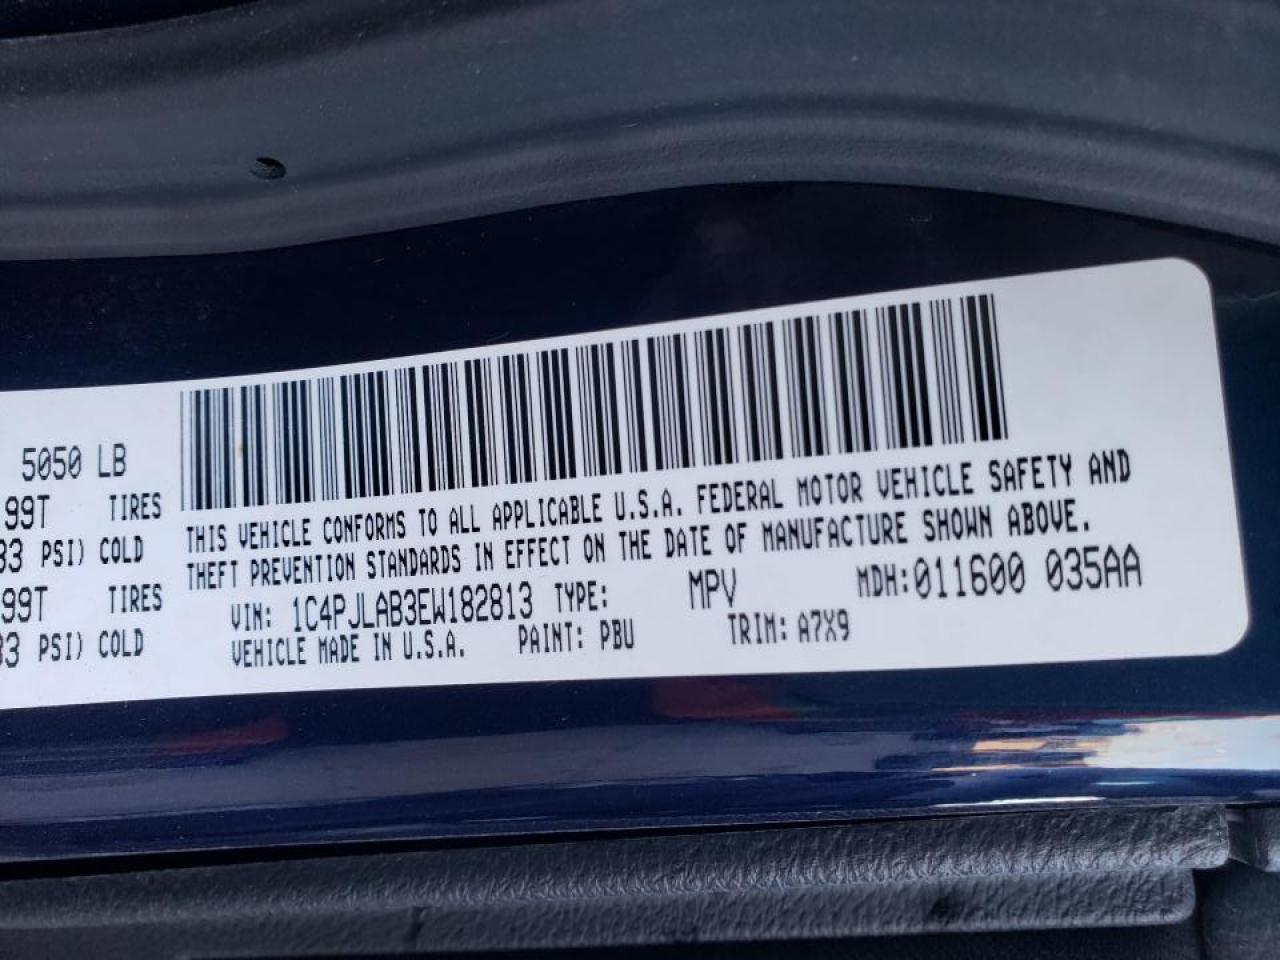 5050 LB
99T TIRES
33 PSI) COLD
99T TIRES
33 PSI) COLD
THIS VEHICLE CONFORMS TO ALL APPLICABLE U.S.A. FEDERAL MOTOR VEHICLE SAFETY AND
THEFT PREVENTION STANDARDS IN EFFECT ON THE DATE OF MANUFACTURE SHOWN ABOVE.
VIN: 1C4PJLAB3EW182813 TYPE: MPV MDH:011600 035AA
VEHICLE MADE IN U.S.A. PAINT: PBU TRIM: A7X9